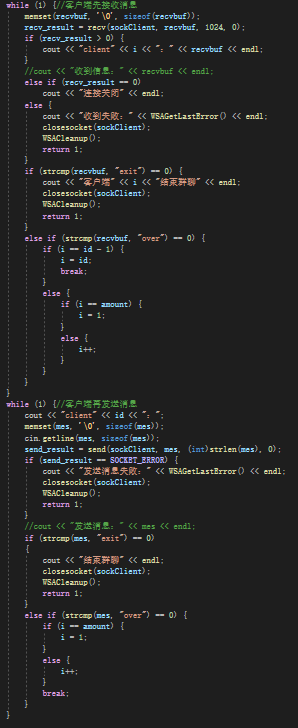 while (1) {//客户端先接收消息
memset(recvbuf, '\0', sizeof(recvbuf));
recv_result = recv(sockClient, recvbuf, 1024, 0);
if (recv_result > 0) {
cout << "client" << i << ": " << recvbuf << endl;
}
//cout << "收到信息: " << recvbuf << endl;
else if (recv_result == 0)
cout << "连接关闭" << endl;
else {
cout << "收到失败: " << WSAGetLastError() << endl;
closesocket(sockClient);
WSACleanup();
return 1;
}
if (strcmp(recvbuf, "exit") == 0) {
cout << "客户端" << i << "结束群聊" << endl;
closesocket(sockClient);
WSACleanup();
return 1;
}
else if (strcmp(recvbuf, "over") == 0) {
if (i == id - 1) {
i = id;
break;
}
else {
if (i == amount) {
i = 1;
}
else {
i++;
}
}
}
}
while (1) {//客户端再发送消息
cout << "client" << id << ": ";
memset(mes, '\0', sizeof(mes));
cin.getline(mes, sizeof(mes));
send_result = send(sockClient, mes, (int)strlen(mes), 0);
if (send_result == SOCKET_ERROR) {
cout << "发送消息失败: " << WSAGetLastError() << endl;
closesocket(sockClient);
WSACleanup();
return 1;
}
//cout << "发送消息: " << mes << endl;
if (strcmp(mes, "exit") == 0)
{
cout << "结束群聊" << endl;
closesocket(sockClient);
WSACleanup();
return 1;
}
else if (strcmp(mes, "over") == 0) {
if (i == amount) {
i = 1;
}
else {
i++;
}
break;
}
}